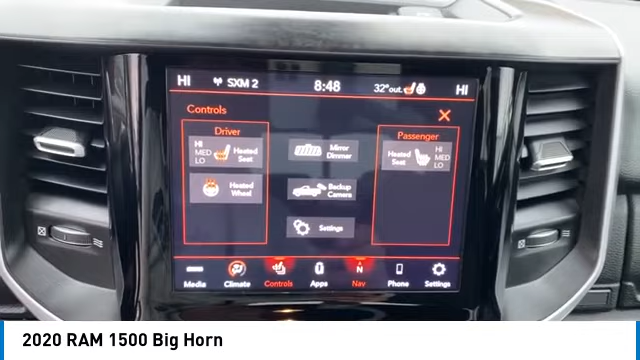 HI SXM 2 8:48 32°out. HI
Controls
Driver
HI
MED
LO
Heated
Seat
Heated
Wheel
Mirror
Dimmer
Backup
Camera
Settings
Passenger
Heated
Seat
HI
MED
LO
Media Climate Controls Apps N Nav Phone Settings
2020 RAM 1500 Big Horn